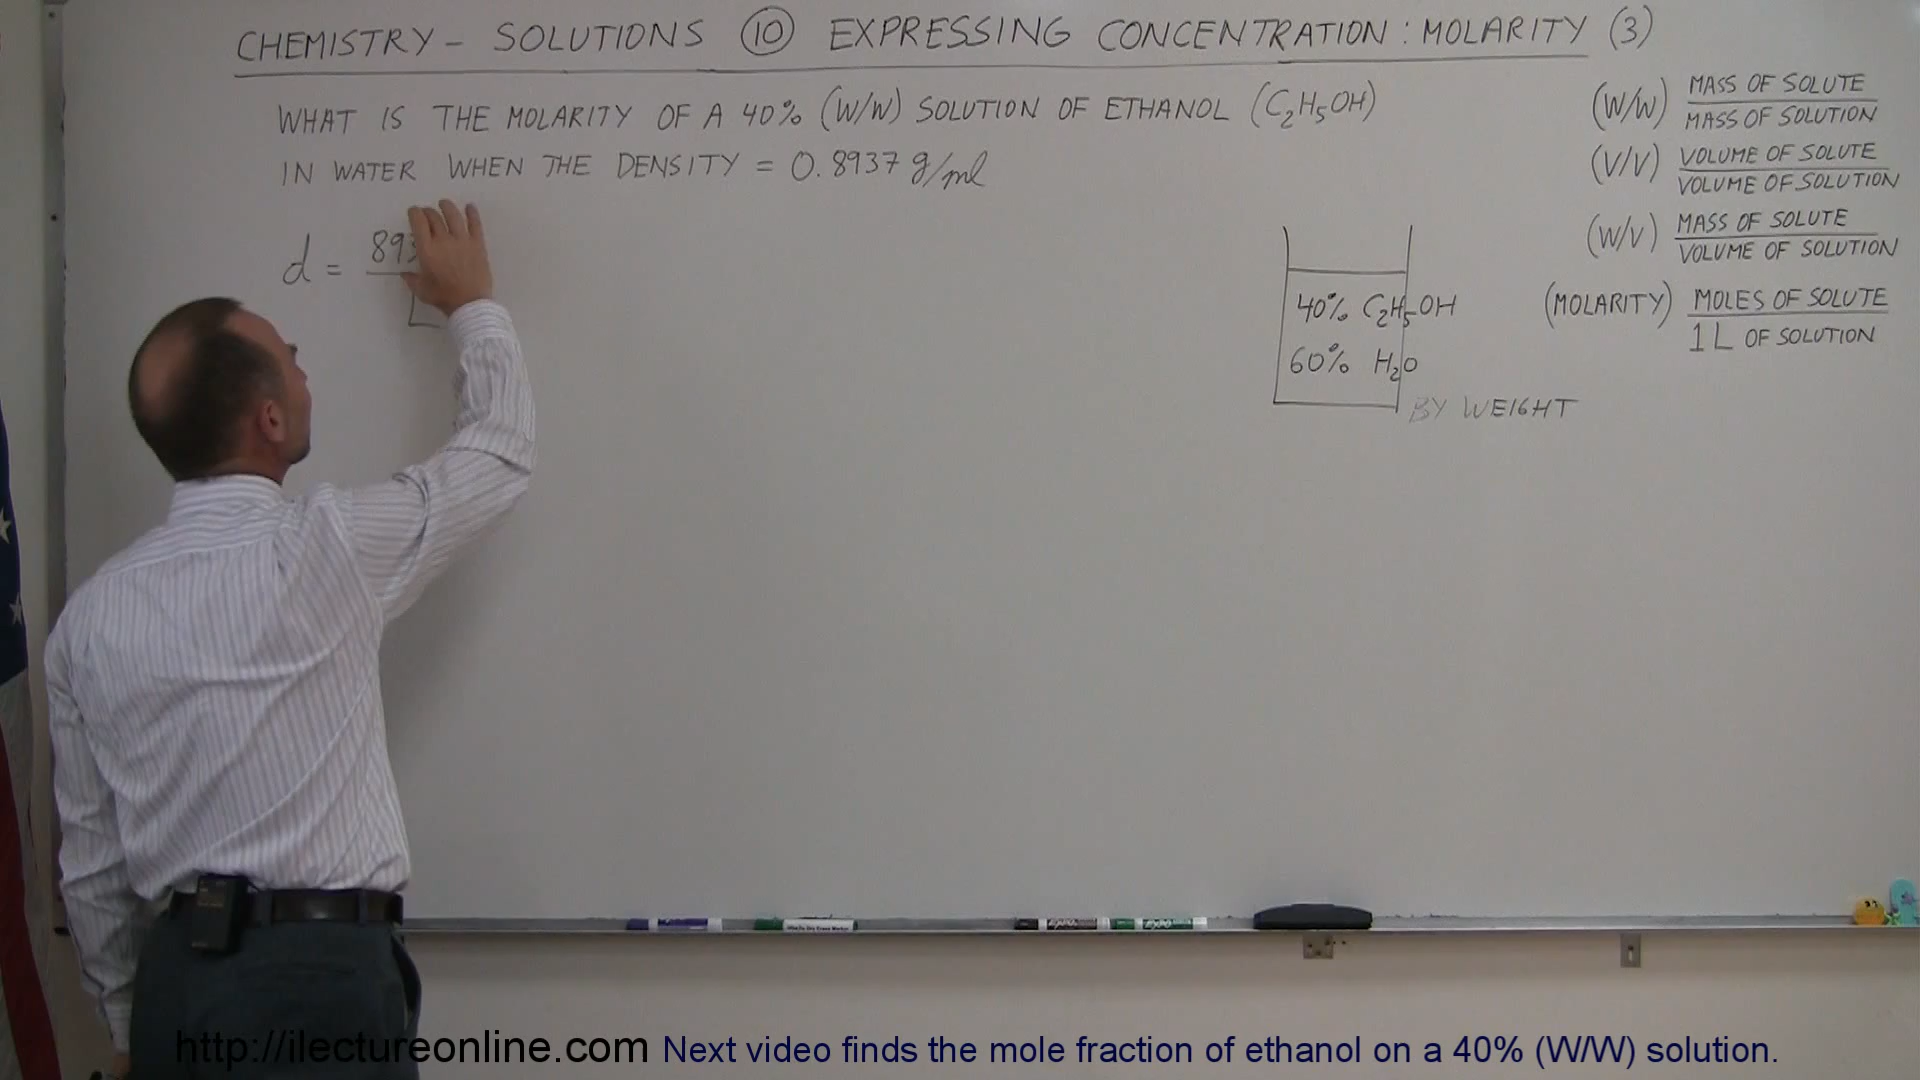 CHEMISTRY - SOLUTIONS ⑩ EXPRESSING CONCENTRATION: MOLARITY (3)
WHAT IS THE MOLARITY OF A 40% (W/W) SOLUTION OF ETHANOL (C₂H₅OH)
IN WATER WHEN THE DENSITY = 0.8937 g/ml
d = 893
L
40% C₂H₅OH
60% H₂O
BY WEIGHT
(W/W) MASS OF SOLUTE
MASS OF SOLUTION
(V/V) VOLUME OF SOLUTE
VOLUME OF SOLUTION
(W/V) MASS OF SOLUTE
VOLUME OF SOLUTION
(MOLARITY) MOLES OF SOLUTE
1 L OF SOLUTION
http://ilectureonline.com Next video finds the mole fraction of ethanol on a 40% (W/W) solution.